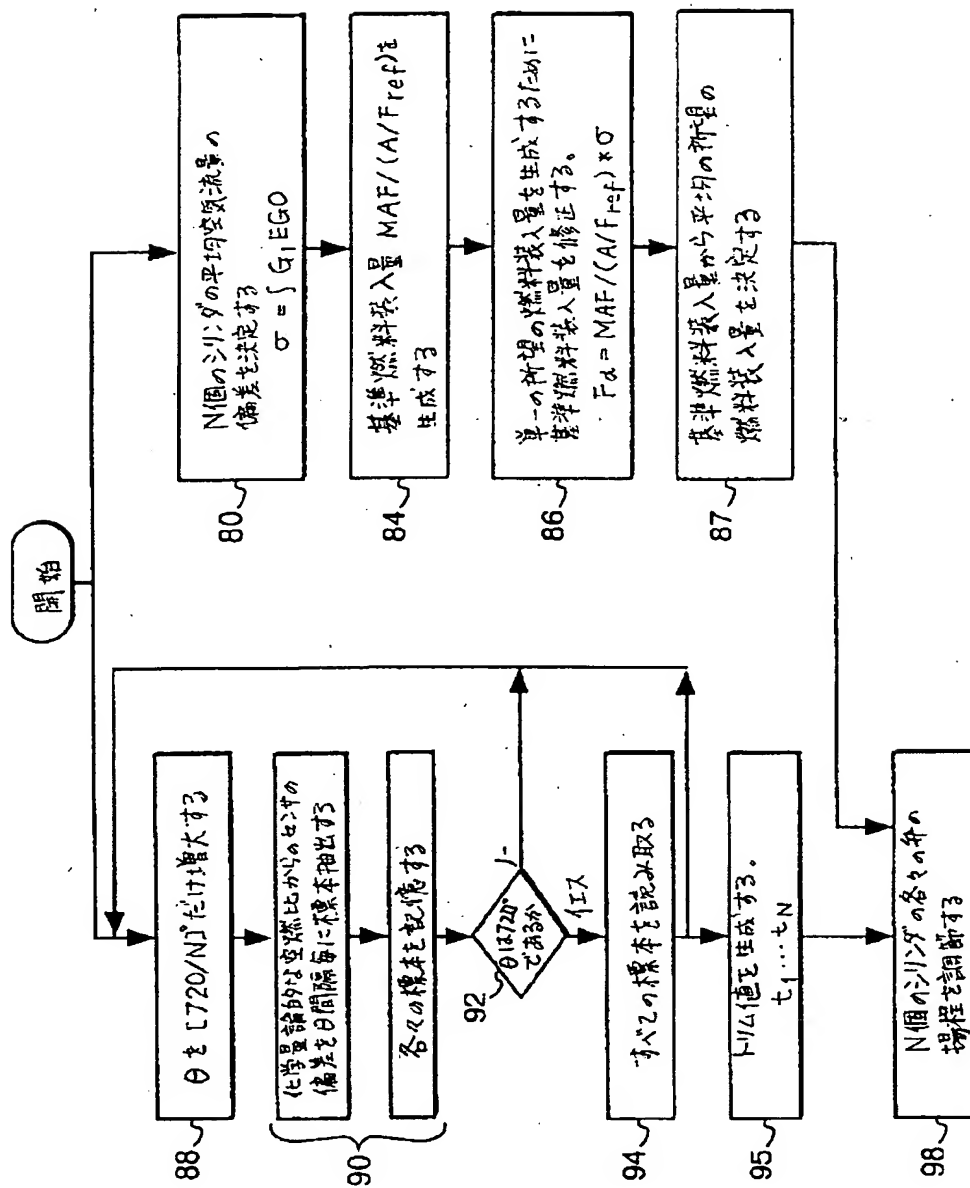 開始
88
θを[720/N]°だけ増大する
90
化学量論的な空燃比からのセンサの
偏差をθ間隔毎に標本抽出する
各々の標本を記憶する
92
θは720°
であるか
ノー
イエス
94
すべての標本を読み取る
95
トリム値を生成する。
t1…tN
98
N個のシリンダの各々の弁の
揚程を調節する
80
N個のシリンダの平均空気流量の
偏差を決定する
σ=∫G1EGO
84
基準燃料装入量 MAF/(A/Fref)を
生成する
86
単一の所望の燃料装入量を生成するために
基準燃料装入量を修正する。
Fd=MAF/(A/Fref)*σ
87
基準燃料装入量から平均の所望の
燃料装入量を決定する